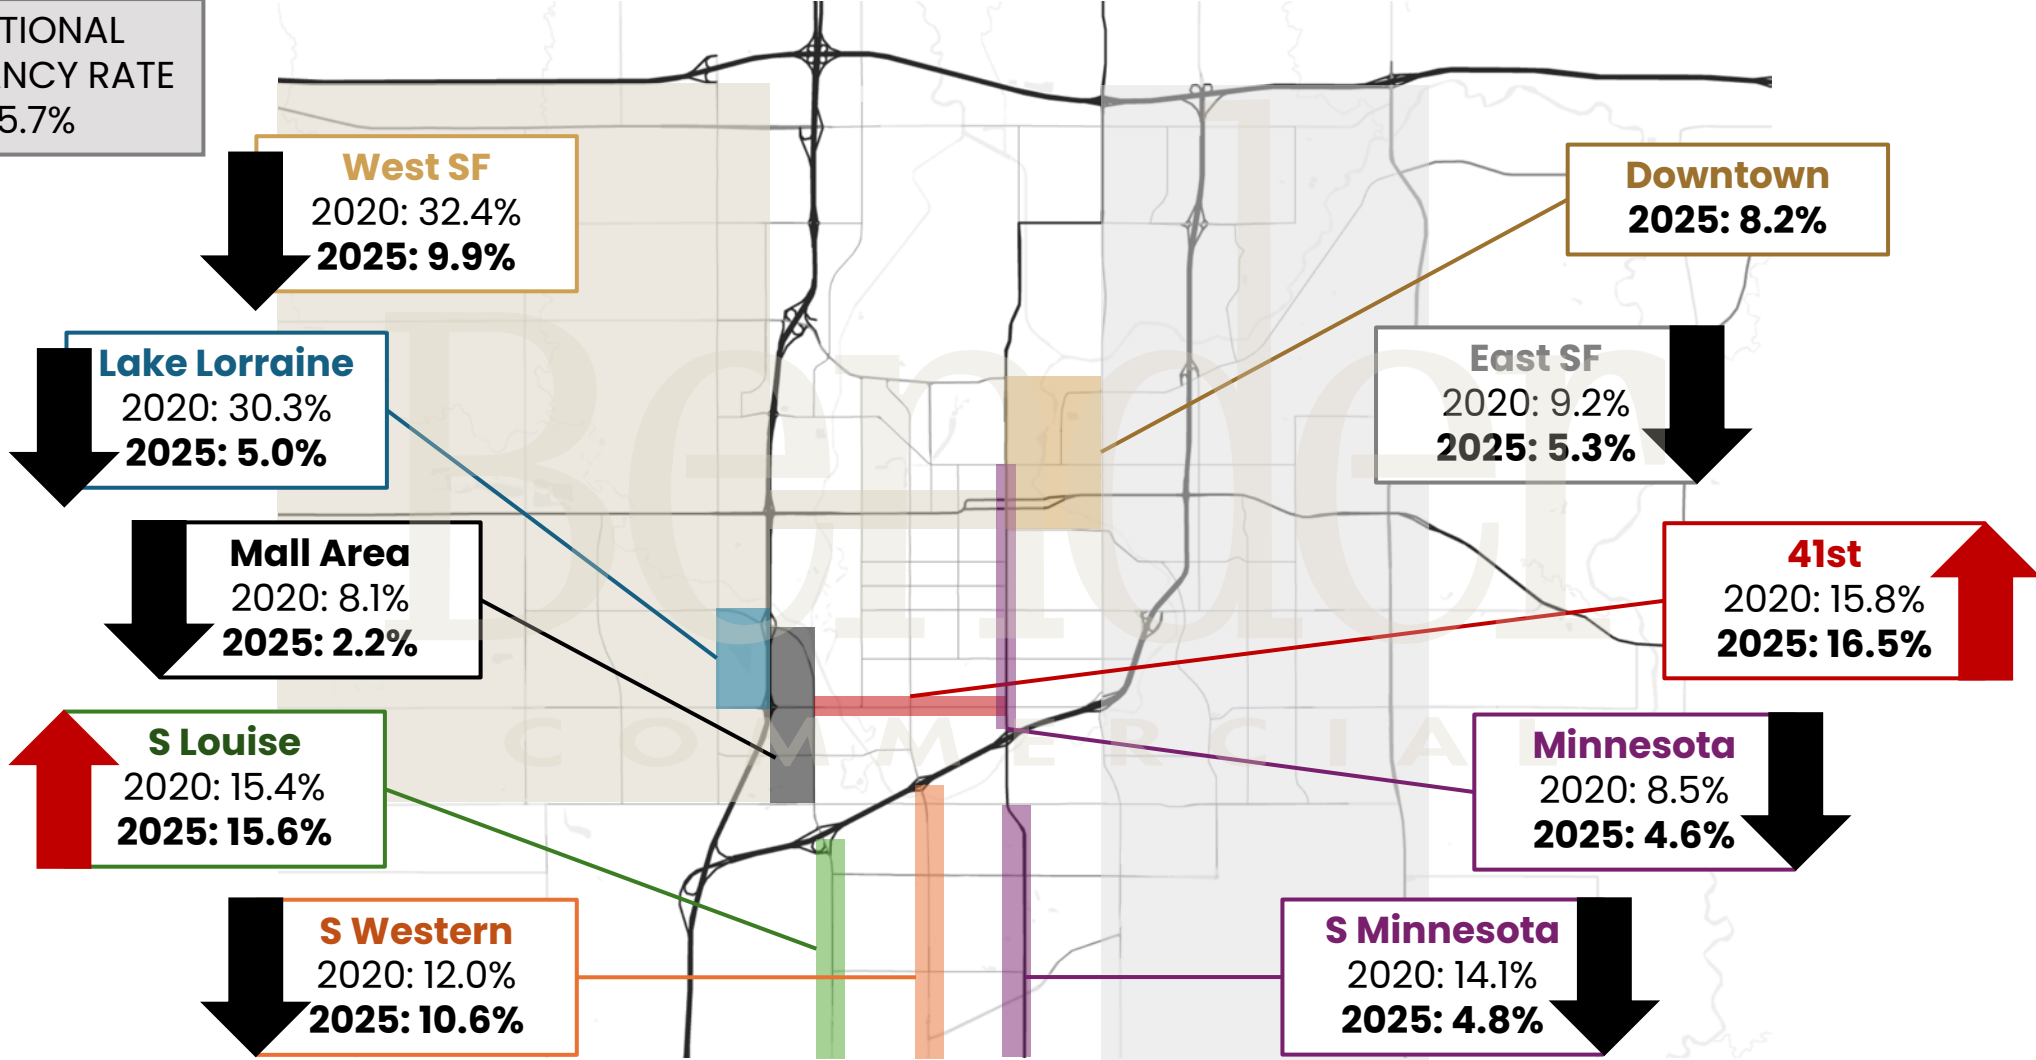 TIONAL
NCY RATE
5.7%
West SF
2020: 32.4%
2025: 9.9%
Downtown
2025: 8.2%
Lake Lorraine
2020: 30.3%
2025: 5.0%
East SF
2020: 9.2%
2025: 5.3%
Mall Area
2020: 8.1%
2025: 2.2%
41st
2020: 15.8%
2025: 16.5%
S Louise
2020: 15.4%
2025: 15.6%
Minnesota
2020: 8.5%
2025: 4.6%
S Western
2020: 12.0%
2025: 10.6%
S Minnesota
2020: 14.1%
2025: 4.8%
Bender
COMMERCIAL